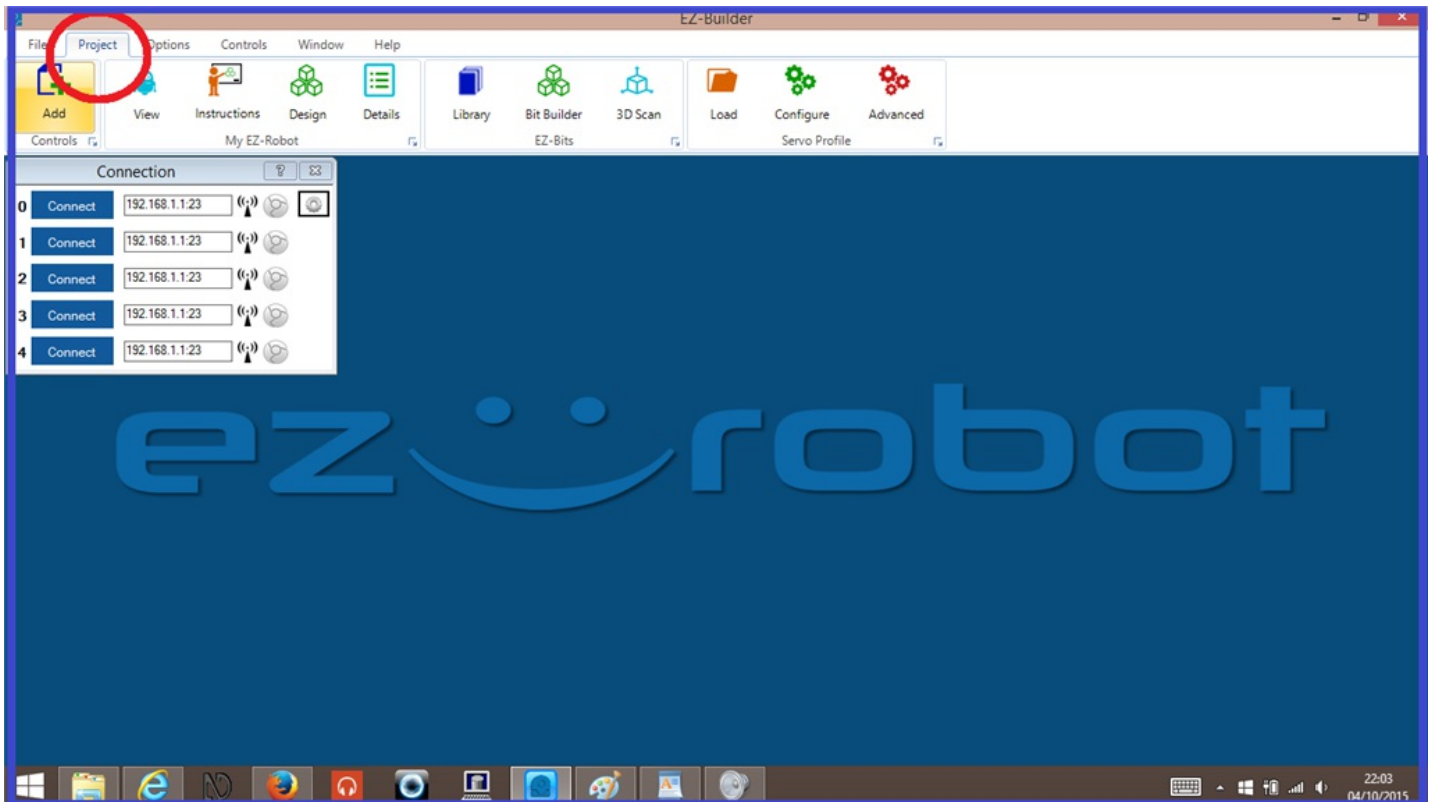 EZ-Builder
File Project Options Controls Window Help
Add View Instructions Design Details Library Bit Builder 3D Scan Load Configure Advanced
Controls My EZ-Robot EZ-Bits Servo Profile
Connection
0 Connect 192.168.1.1:23
1 Connect 192.168.1.1:23
2 Connect 192.168.1.1:23
3 Connect 192.168.1.1:23
4 Connect 192.168.1.1:23
ez robot
22:03
04/10/2015